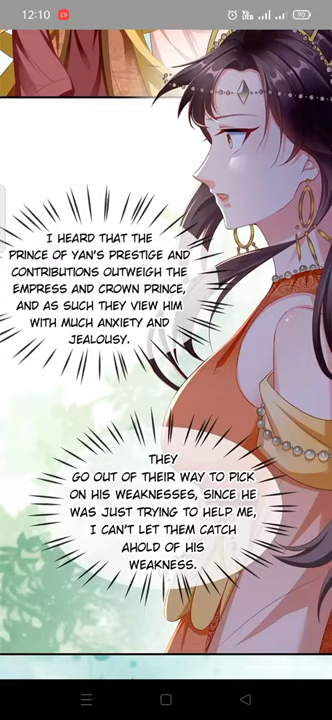 12:10
90
I HEARD THAT THE
PRINCE OF YAN'S PRESTIGE AND
CONTRIBUTIONS OUTWEIGH THE
EMPRESS AND CROWN PRINCE,
AND AS SUCH THEY VIEW HIM
WITH MUCH ANXIETY AND
JEALOUSY.
THEY
GO OUT OF THEIR WAY TO PICK
ON HIS WEAKNESSES, SINCE HE
WAS JUST TRYING TO HELP ME,
I CAN'T LET THEM CATCH
AHOLD OF HIS
WEAKNESS.